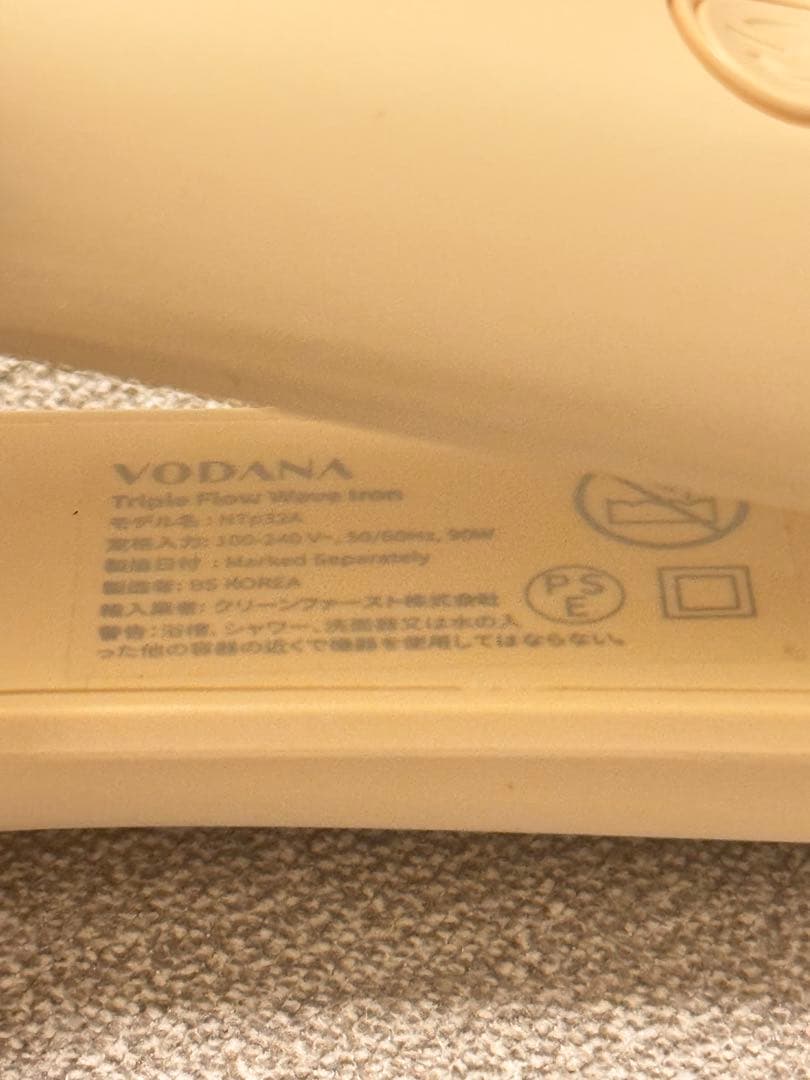 VODANA
Triple Flow Wave Iron
モデル名 : NTp32A
定格入力: 100-240 V~, 50/60Hz, 90W
製造日付 : Marked Separately
製造者: BS KOREA
輸入業者: クリーンファースト株式会社
警告: 浴槽、シャワー、洗面器又は水の入
った他の容器の近くで機器を使用してはならない。
PSE